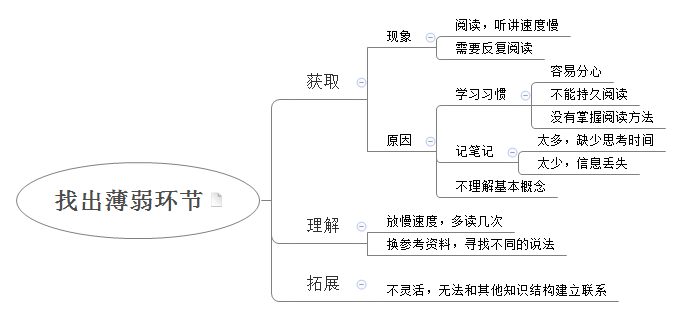 找出薄弱环节
获取
现象
阅读，听讲速度慢
需要反复阅读
原因
学习习惯
容易分心
不能持久阅读
没有掌握阅读方法
记笔记
太多，缺少思考时间
太少，信息丢失
不理解基本概念
理解
放慢速度，多读几次
换参考资料，寻找不同的说法
拓展
不灵活，无法和其他知识结构建立联系